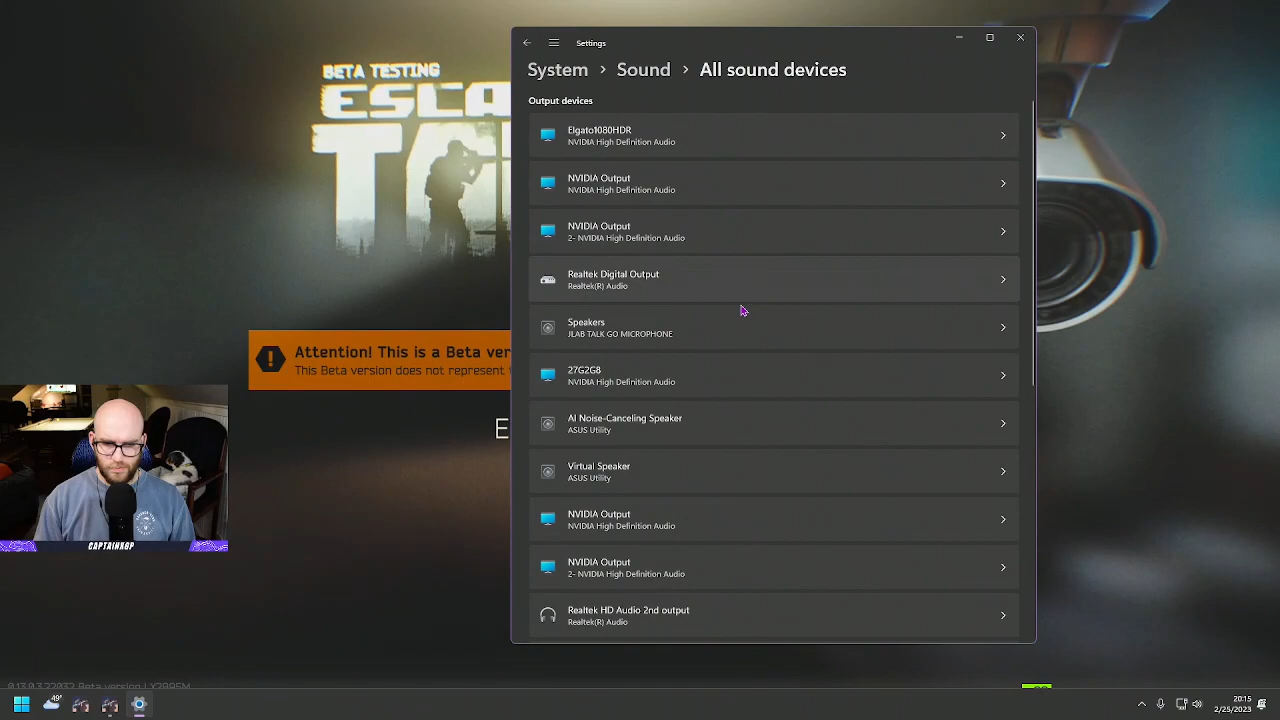 BETA TESTING
ESCA
Settings
System > Sound > All sound devices
Output devices
Elgato1080HDR
NVIDIA High Definition Audio
NVIDIA Output
NVIDIA High Definition Audio
NVIDIA Output
2- NVIDIA High Definition Audio
Realtek Digital Output
Realtek(R) Audio
Speakers
JLAB TALK GO MICROPHONE
27G2G8
NVIDIA High Definition Audio
AI Noise-Canceling Speaker
ASUS Utility
Virtual Speaker
ASUS Utility
NVIDIA Output
NVIDIA High Definition Audio
NVIDIA Output
2- NVIDIA High Definition Audio
Realtek HD Audio 2nd output
Realtek(R) Audio
Attention! This is a Beta ver
This Beta version does not represent
E
CAPTAINXGP
Beta version
49°
20:15
2/25/2023